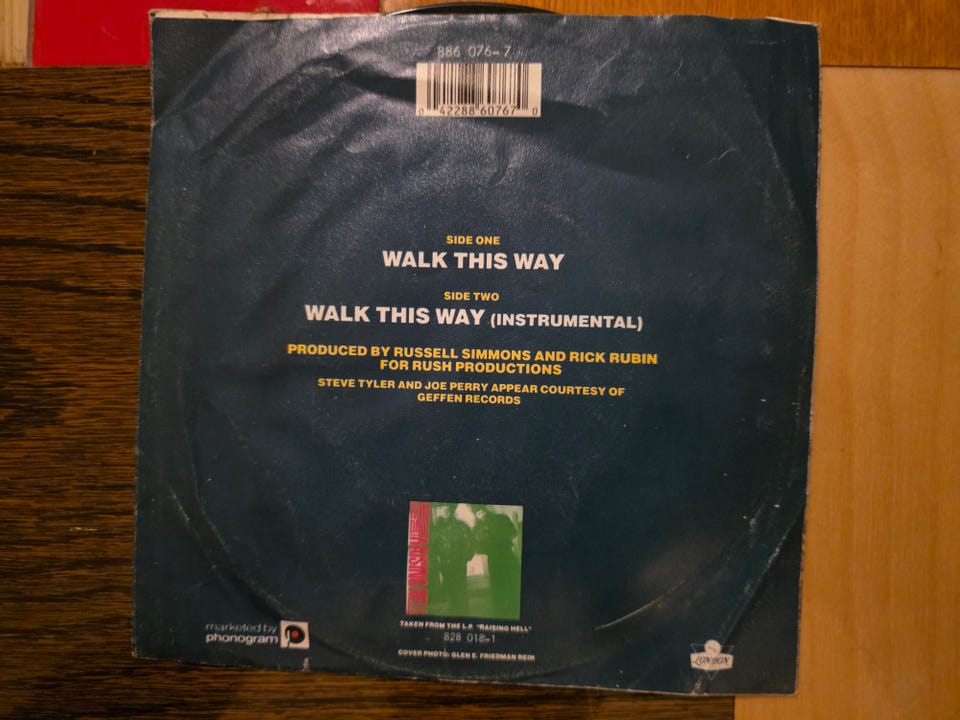 886 076-7
0 42288 60767 0
SIDE ONE
WALK THIS WAY
SIDE TWO
WALK THIS WAY (INSTRUMENTAL)
PRODUCED BY RUSSELL SIMMONS AND RICK RUBIN
FOR RUSH PRODUCTIONS
STEVE TYLER AND JOE PERRY APPEAR COURTESY OF
GEFFEN RECORDS
TAKEN FROM THE L.P. "RAISING HELL"
828 018-1
COVER PHOTO: GLEN E. FRIEDMAN REIN
marketed by
phonogram
LONDON